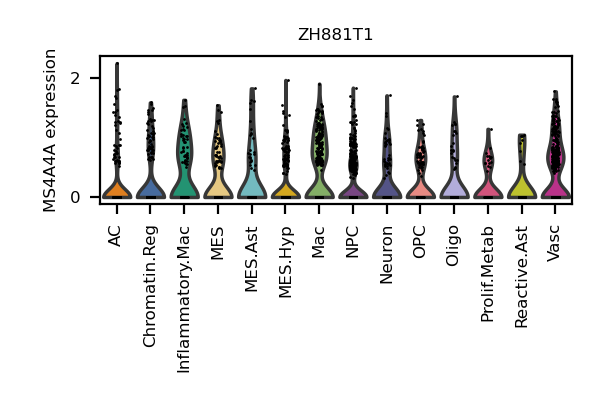 ZH881T1
MS4A4A expression
2
0
AC
Chromatin.Reg
Inflammatory.Mac
MES
MES.Ast
MES.Hyp
Mac
NPC
Neuron
OPC
Oligo
Prolif.Metab
Reactive.Ast
Vasc